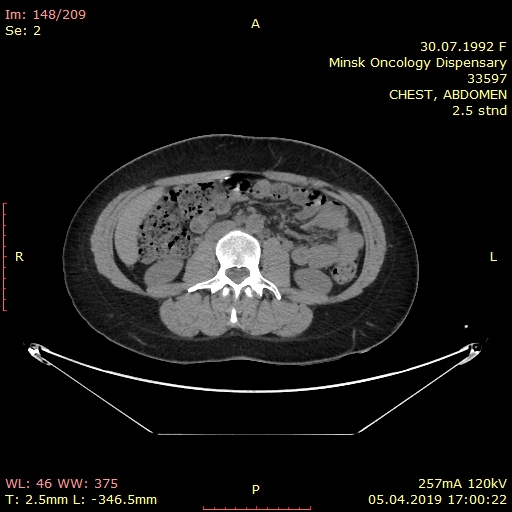 Im: 148/209
Se: 2
A
30.07.1992 F
Minsk Oncology Dispensary
33597
CHEST, ABDOMEN
2.5 stnd
R
L
WL: 46 WW: 375
T: 2.5mm L: -346.5mm
P
257mA 120kV
05.04.2019 17:00:22